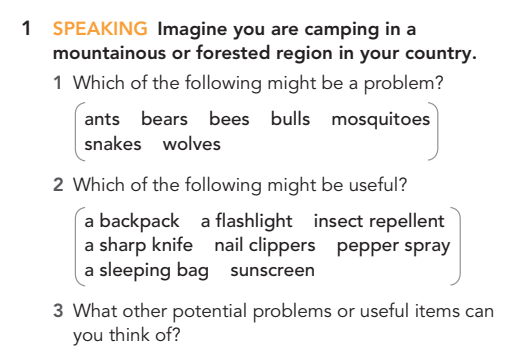 1 SPEAKING Imagine you are camping in a
mountainous or forested region in your country.
1 Which of the following might be a problem?
ants bears bees bulls mosquitoes
snakes wolves
2 Which of the following might be useful?
a backpack a flashlight insect repellent
a sharp knife nail clippers pepper spray
a sleeping bag sunscreen
3 What other potential problems or useful items can
you think of?